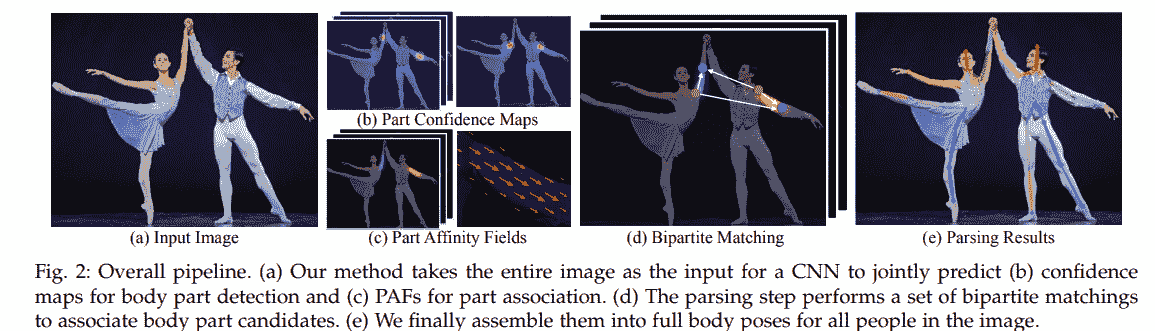 (a) Input Image
(b) Part Confidence Maps
(c) Part Affinity Fields
(d) Bipartite Matching
(e) Parsing Results
Fig. 2: Overall pipeline. (a) Our method takes the entire image as the input for a CNN to jointly predict (b) confidence
maps for body part detection and (c) PAFs for part association. (d) The parsing step performs a set of bipartite matchings
to associate body part candidates. (e) We finally assemble them into full body poses for all people in the image.